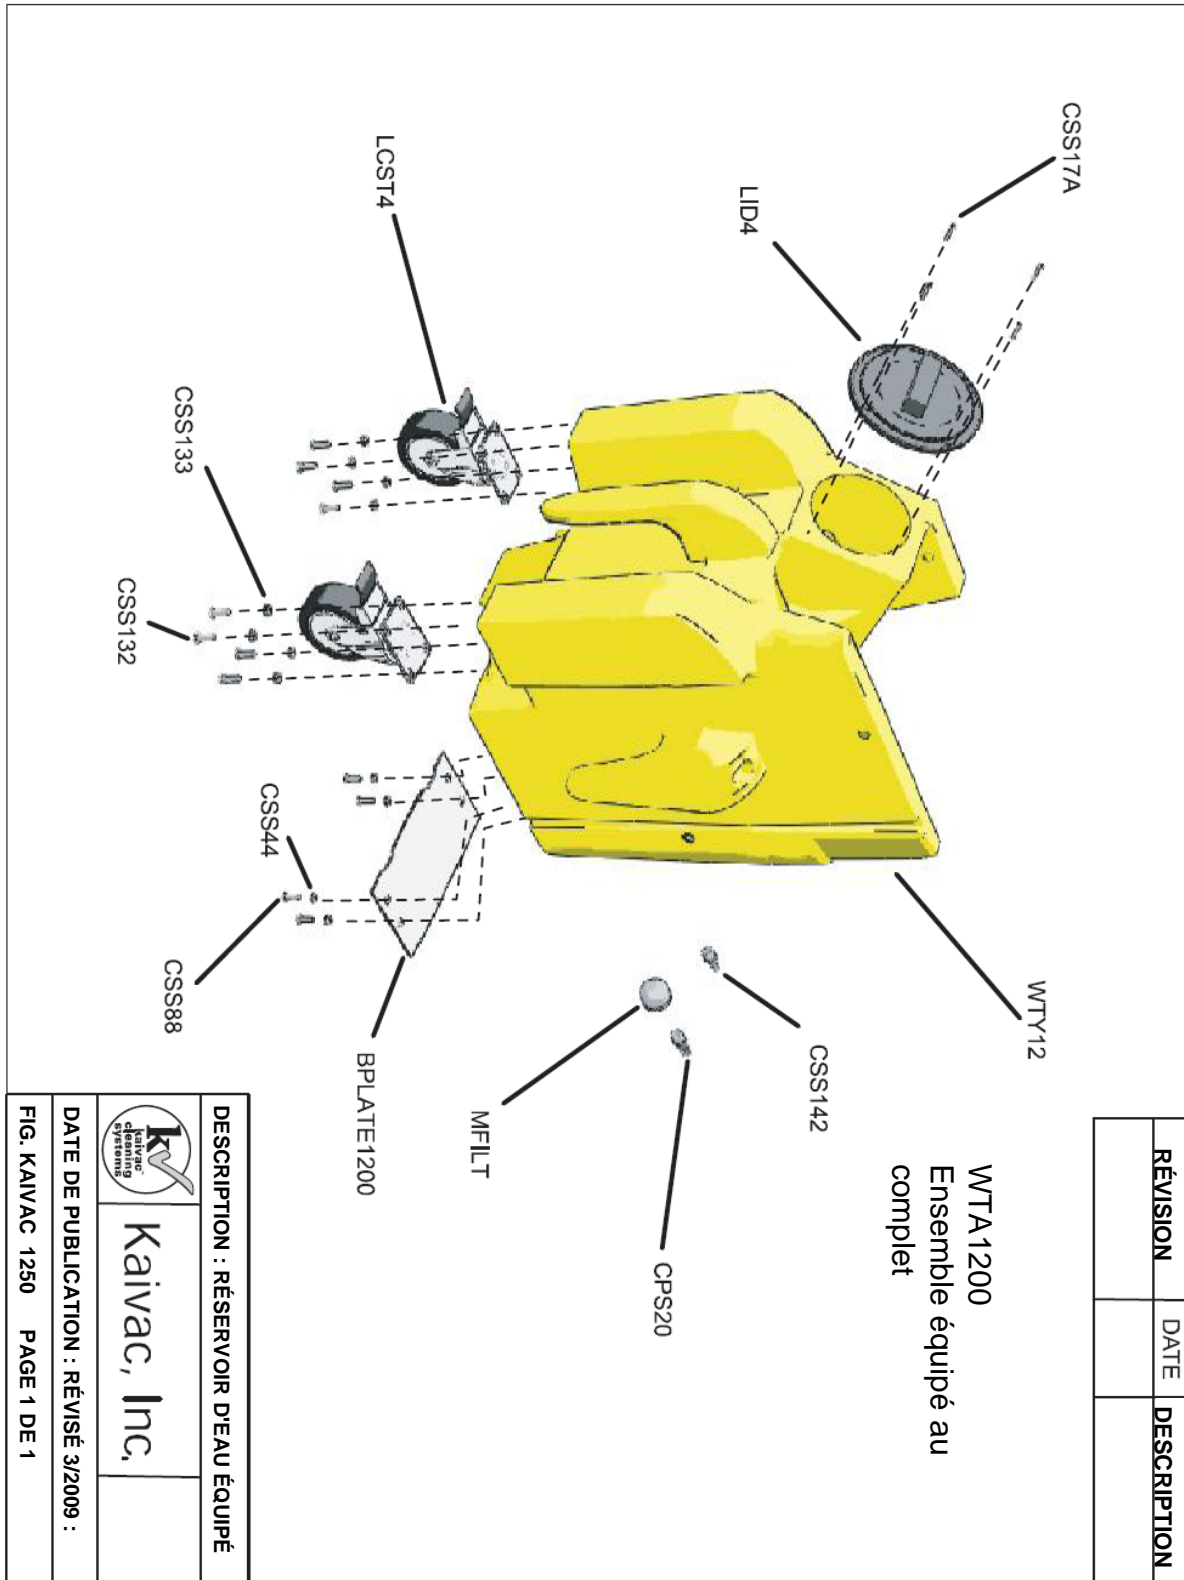 RÉVISION
DATE
DESCRIPTION
WTA1200
Ensemble équipé au
complet
CSS17A
LID4
LCST4
CSS133
CSS132
CSS44
CSS88
BPLATE1200
MFILT
CPS20
CSS142
WTY12
DESCRIPTION : RÉSERVOIR D'EAU ÉQUIPÉ
k
kaivac
cleaning
systems
Kaivac, Inc.
DATE DE PUBLICATION : RÉVISÉ 3/2009 :
FIG. KAIVAC 1250 PAGE 1 DE 1